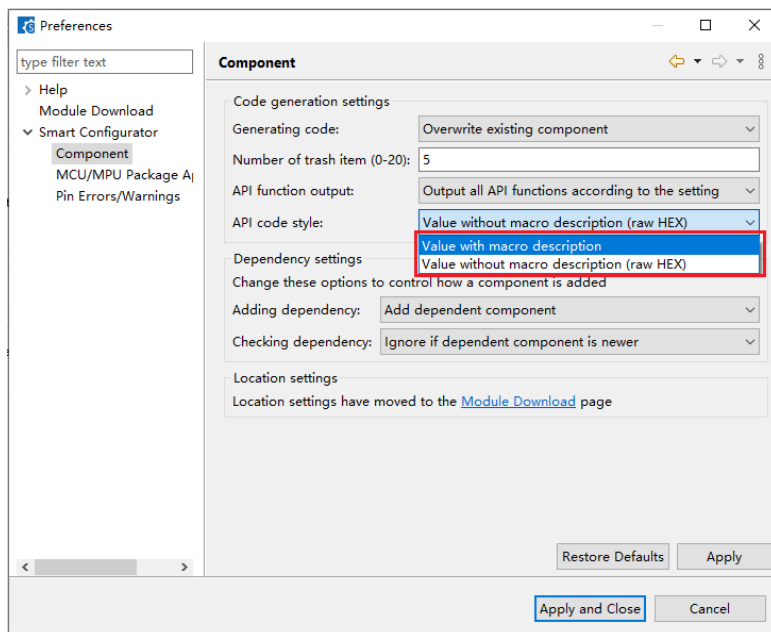 Preferences
type filter text
Help
Module Download
Smart Configurator
Component
MCU/MPU Package A
Pin Errors/Warnings
Component
Code generation settings
Generating code: Overwrite existing component
Number of trash item (0-20): 5
API function output: Output all API functions according to the setting
API code style: Value without macro description (raw HEX)
Value with macro description
Value without macro description (raw HEX)
Dependency settings
Change these options to control how a component is added
Adding dependency: Add dependent component
Checking dependency: Ignore if dependent component is newer
Location settings
Location settings have moved to the Module Download page
Restore Defaults Apply
Apply and Close Cancel